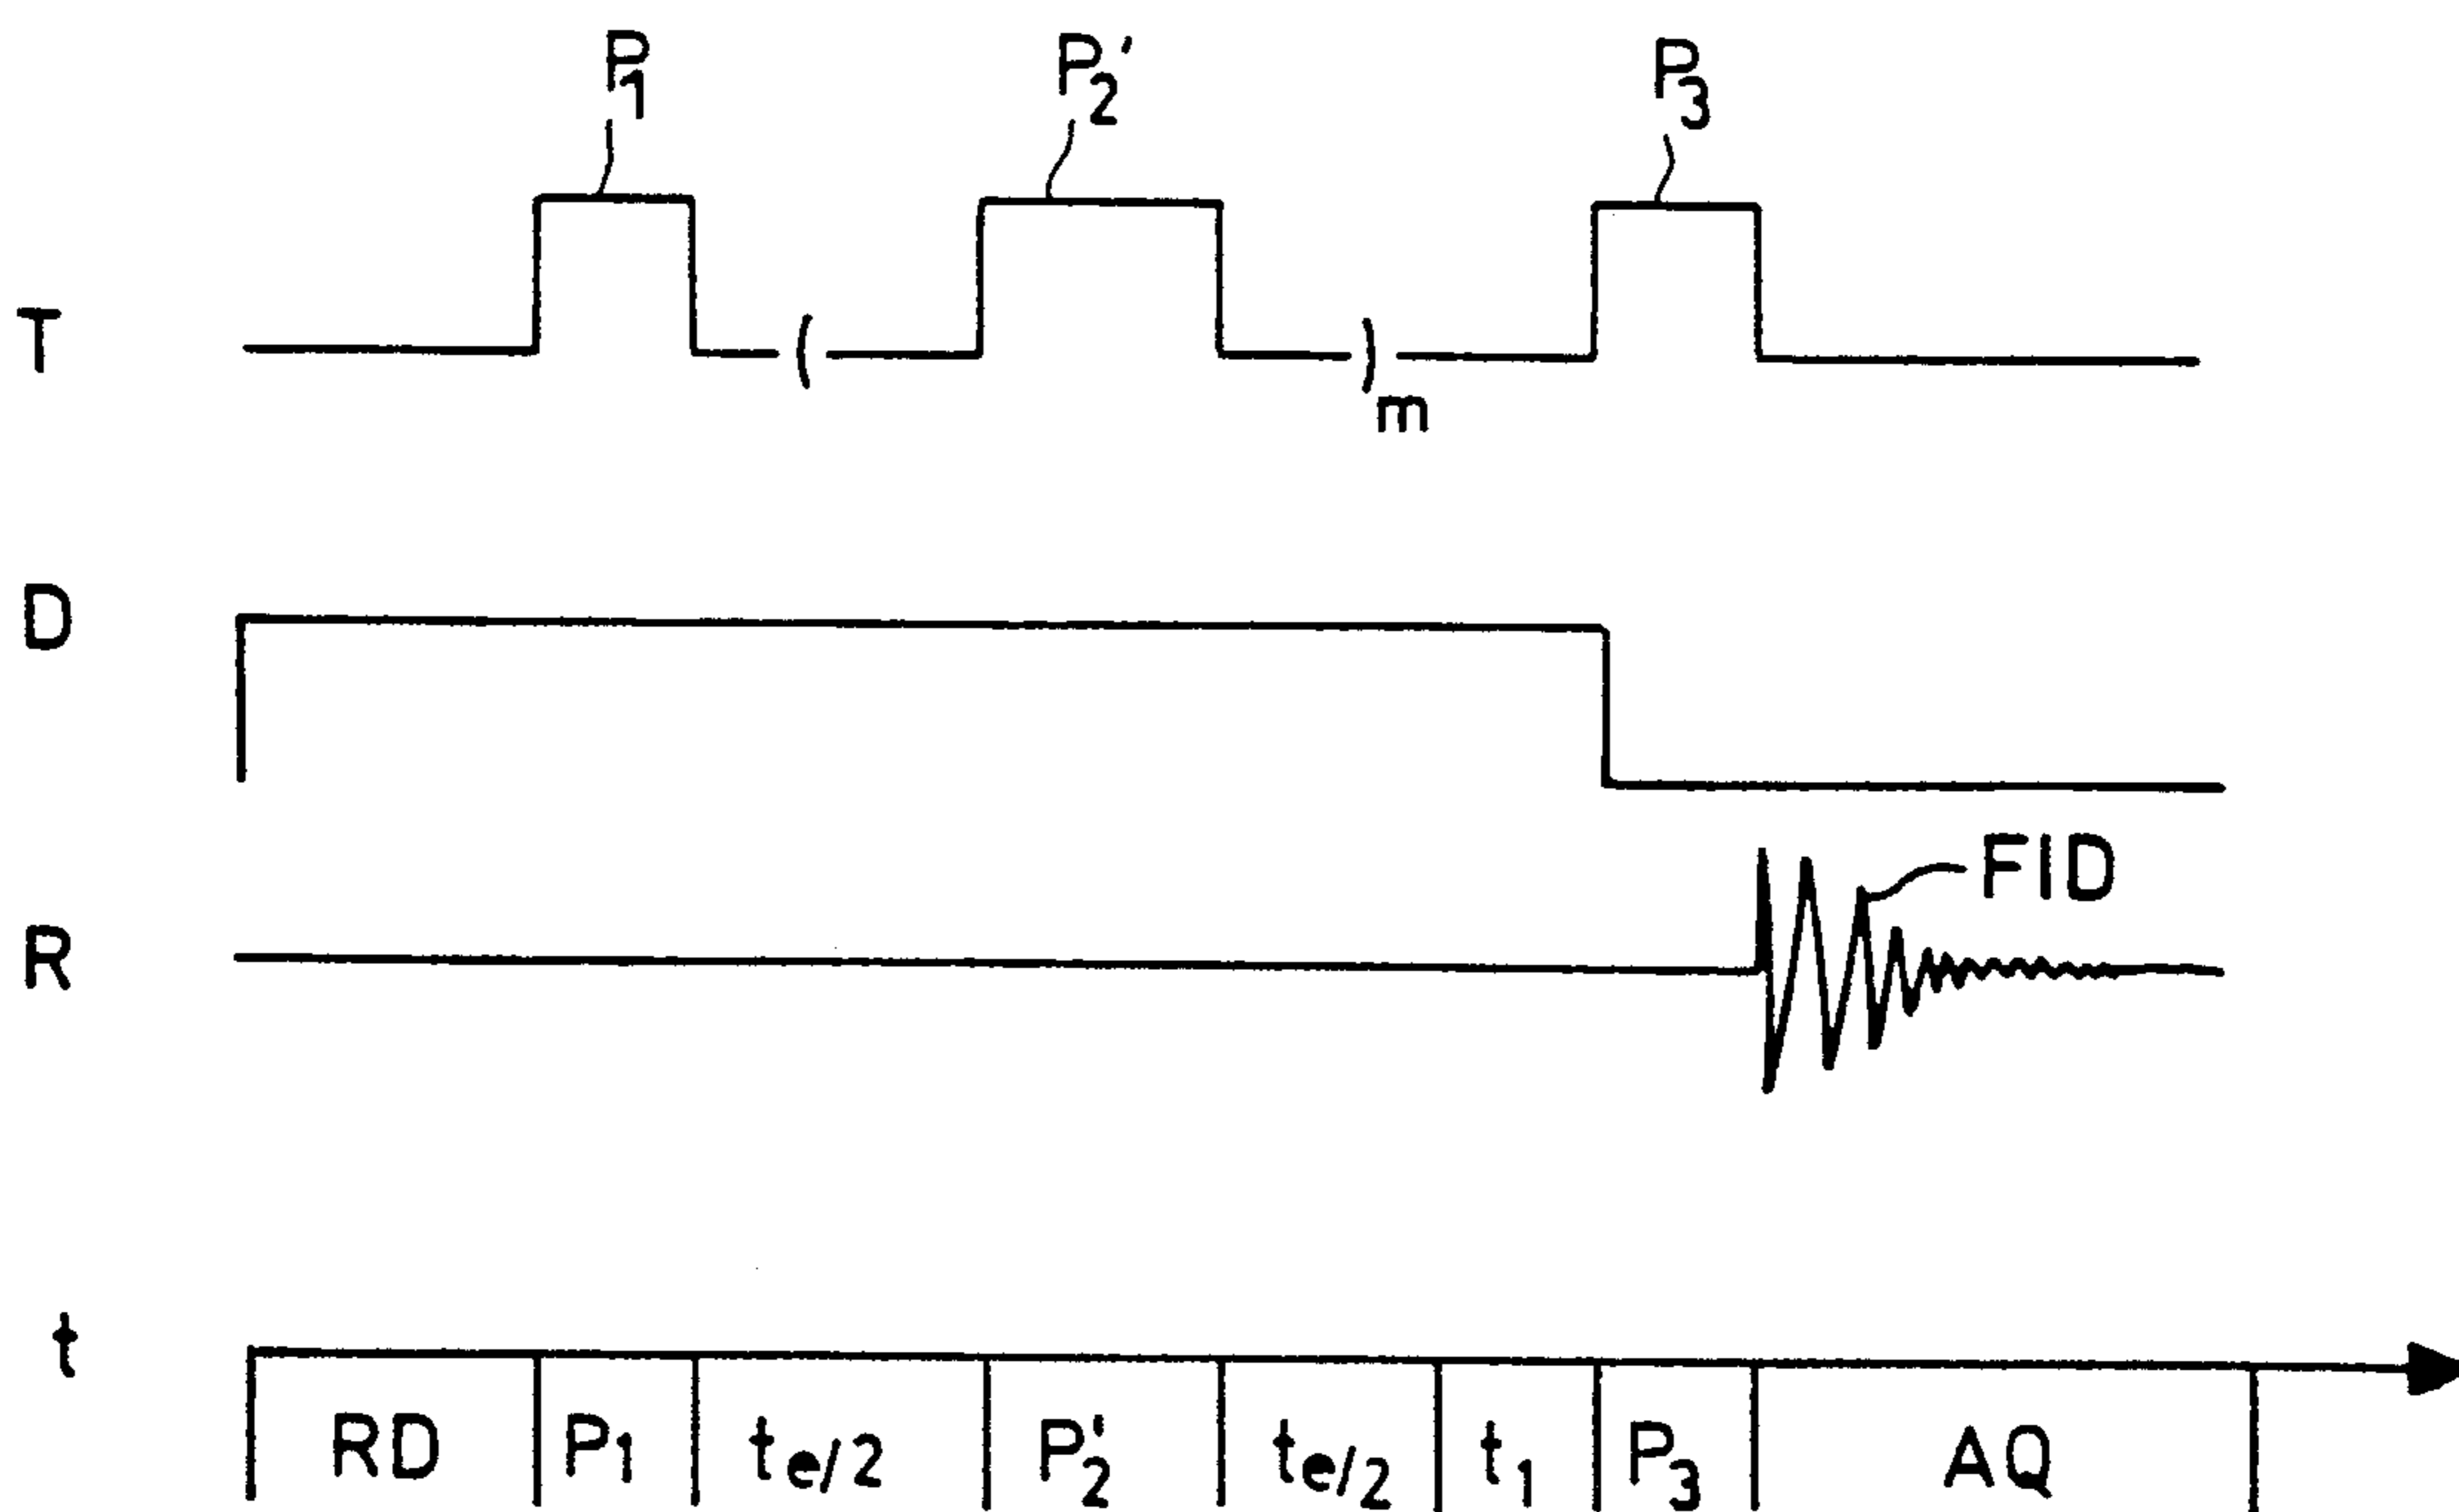 P1 P2' P3
T ( ) m
D
FID
R
t
RD P1 te/2 P2' te/2 t1 P3 AQ